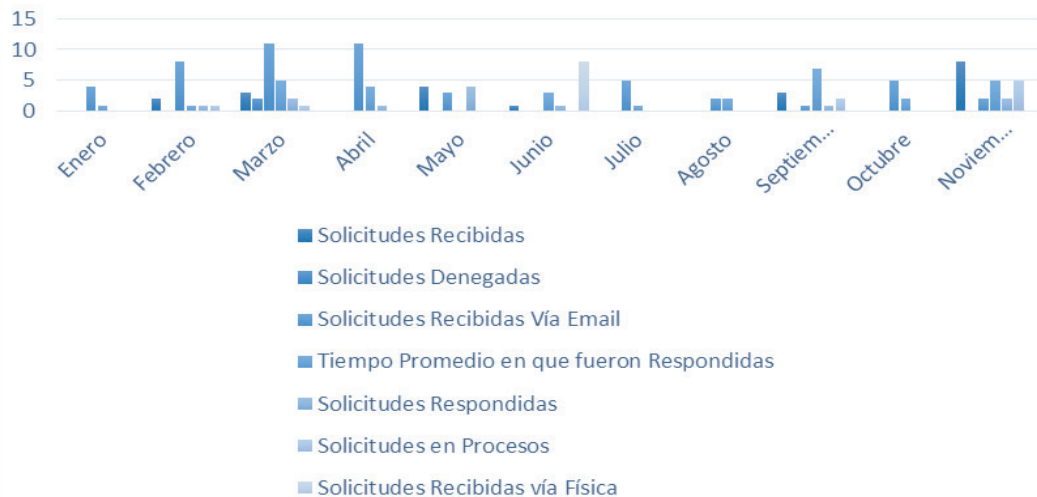 15
10
5
0
Enero
Febrero
Marzo
Abril
Mayo
Junio
Julio
Agosto
Septiem...
Octubre
Noviem...
Solicitudes Recibidas
Solicitudes Denegadas
Solicitudes Recibidas Vía Email
Tiempo Promedio en que fueron Respondidas
Solicitudes Respondidas
Solicitudes en Procesos
Solicitudes Recibidas vía Física